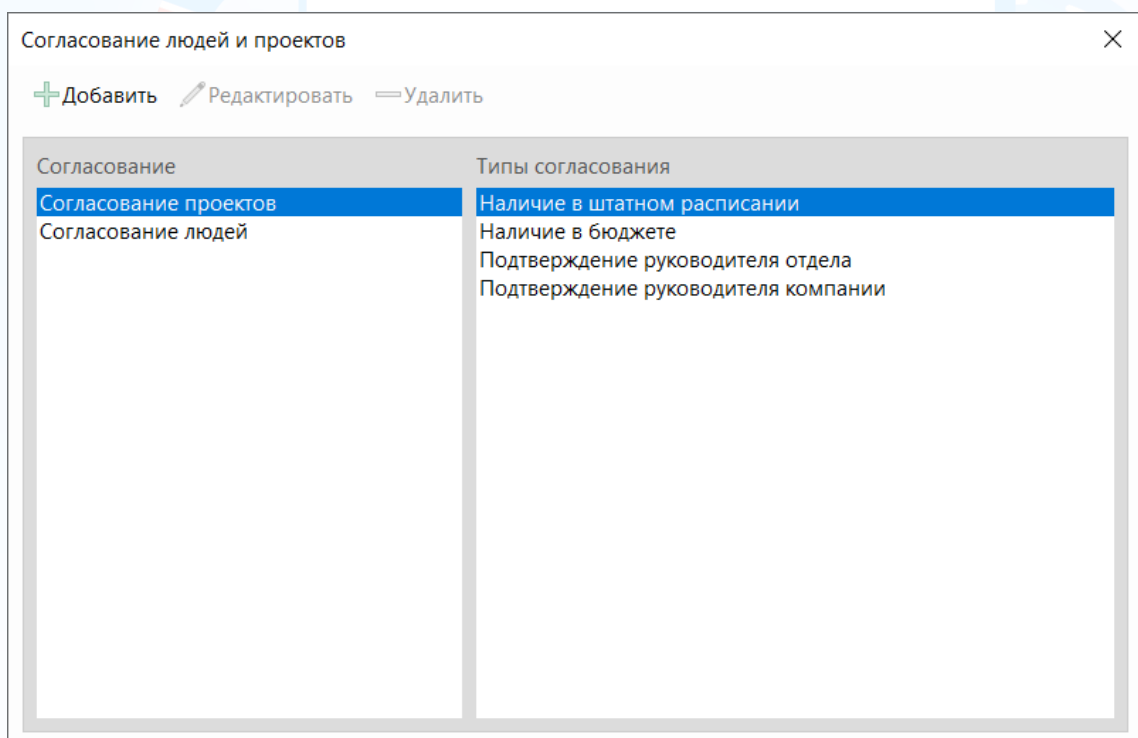 Согласование людей и проектов
Добавить Редактировать Удалить
Согласование
Согласование проектов
Согласование людей
Типы согласования
Наличие в штатном расписании
Наличие в бюджете
Подтверждение руководителя отдела
Подтверждение руководителя компании